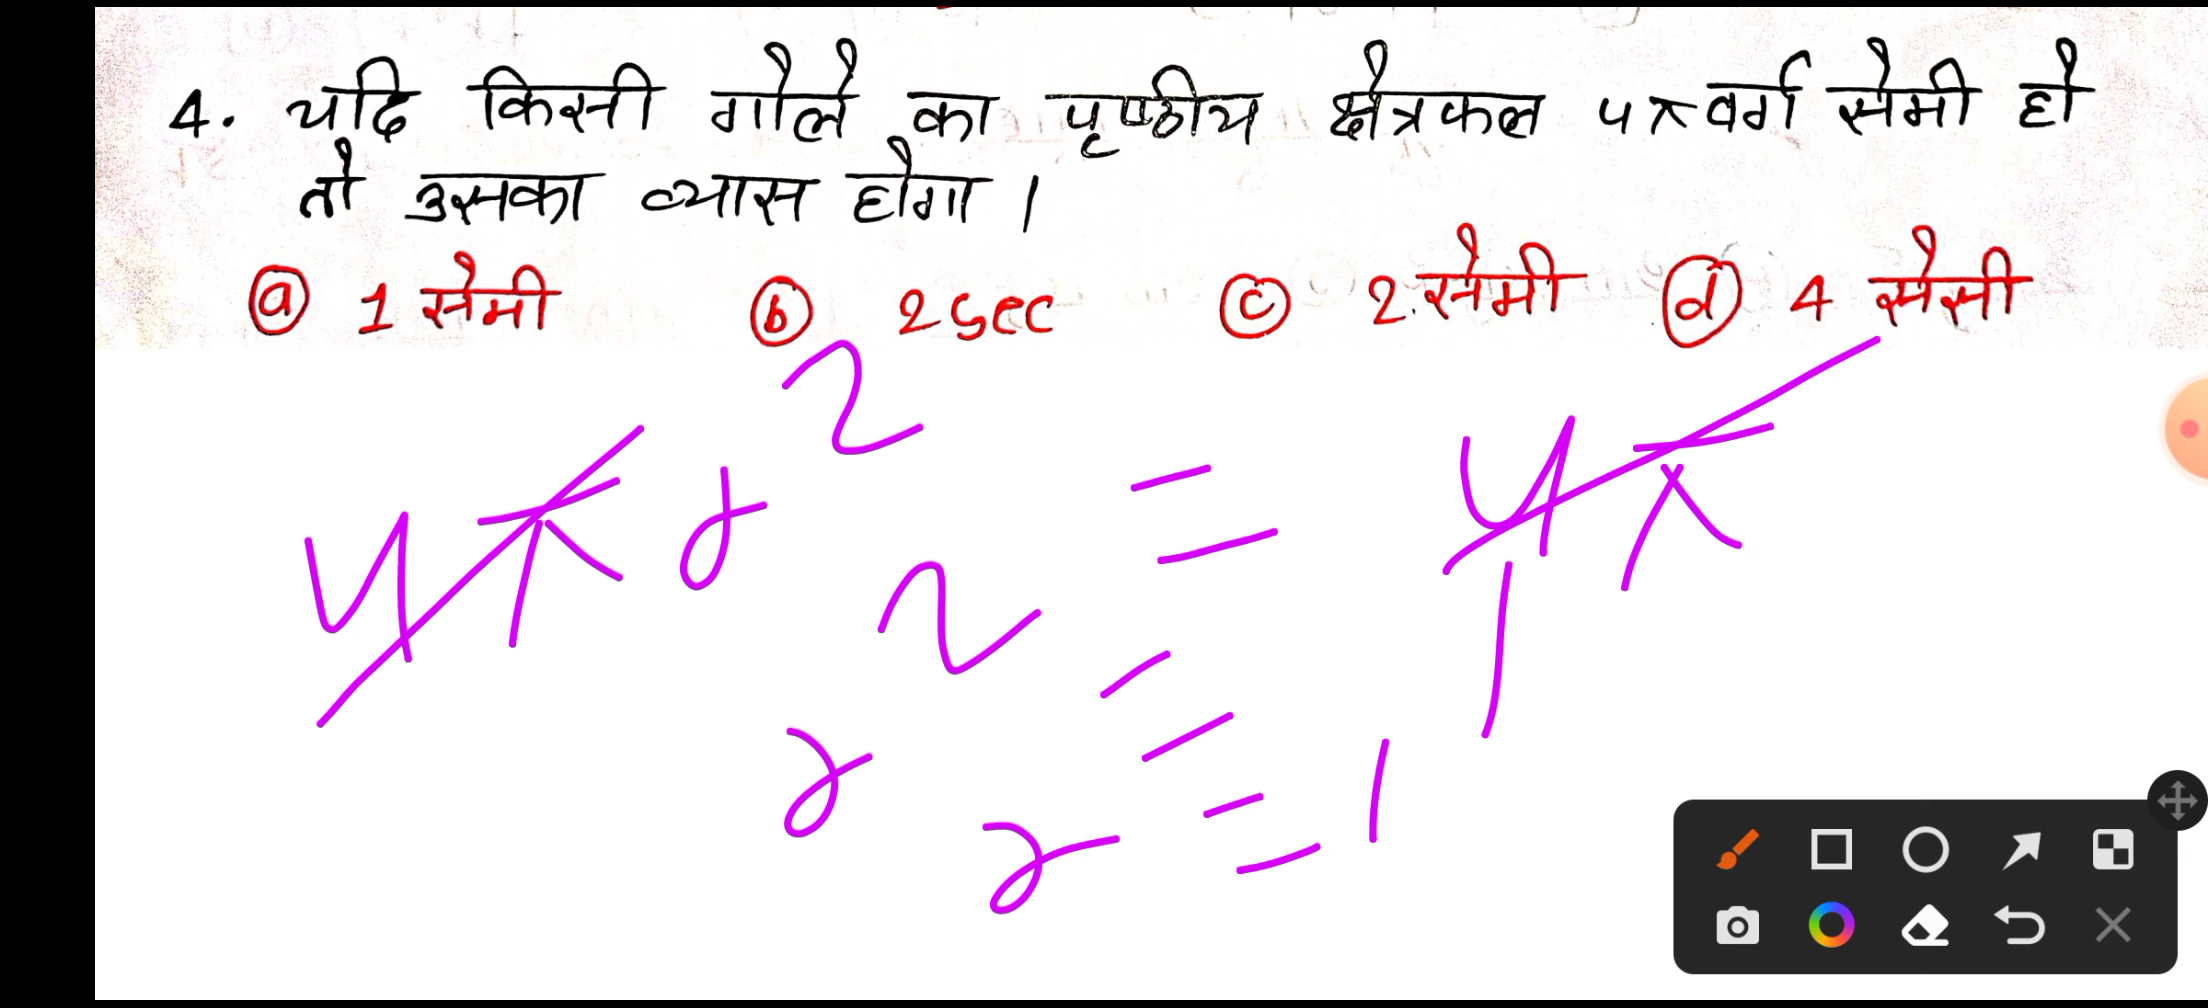 4. यदि किसी गोले का पृष्ठीय क्षेत्रफल 4π वर्ग सेमी हो
तो उसका व्यास होगा।
ⓐ 1 सेमी ⓑ 2 sec ⓒ 2. सेमी ⓓ 4 सेसी
4πr² = 4π
r² = 1
r = 1